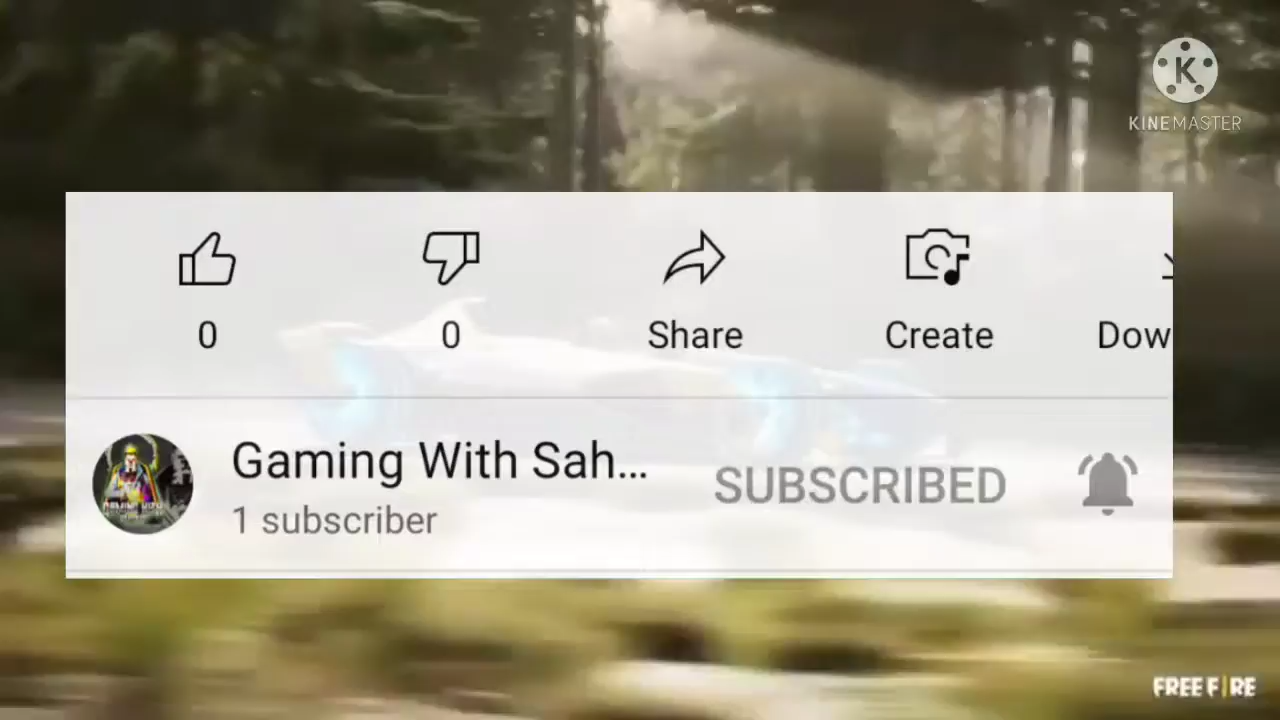 K
KINEMASTER
0 0 Share Create Dow
Gaming With Sah...
SUBSCRIBED
1 subscriber
FREE FIRE